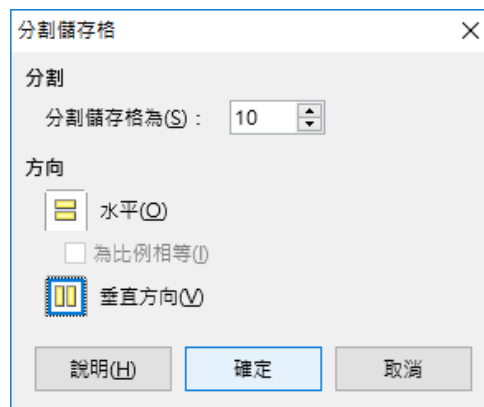 分割儲存格
分割
分割儲存格為(S)： 10
方向
水平(O)
為比例相等(I)
垂直方向(V)
說明(H) 確定 取消